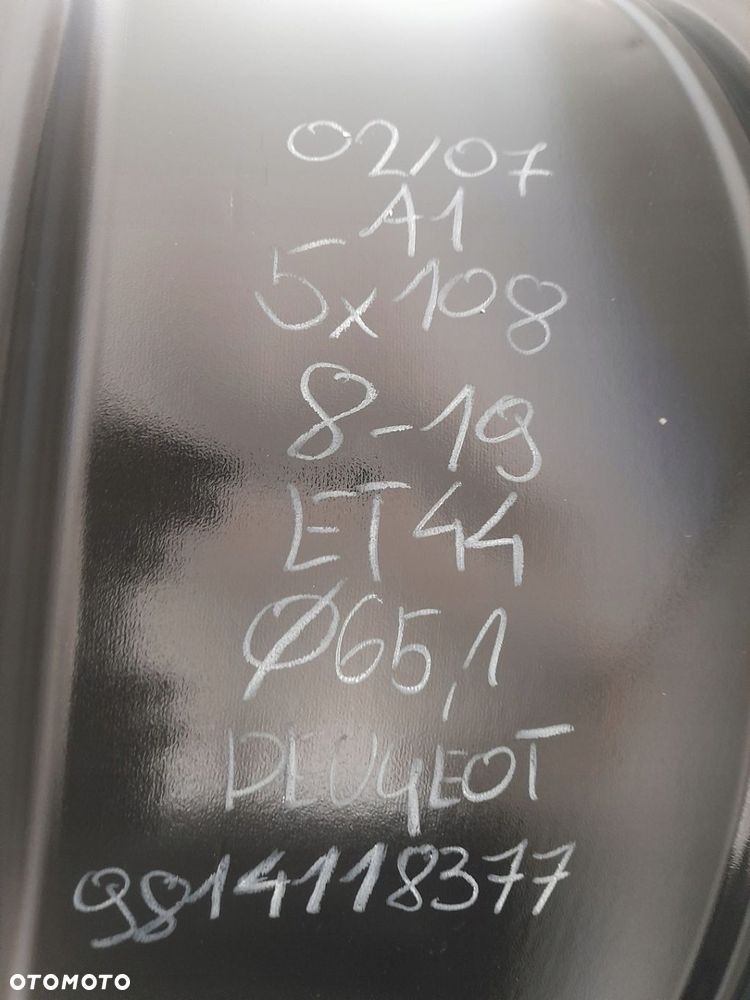 02/07
A1
5x108
8-19
ET44
Ø65,1
PEUGEOT
9814118377
OTOMOTO